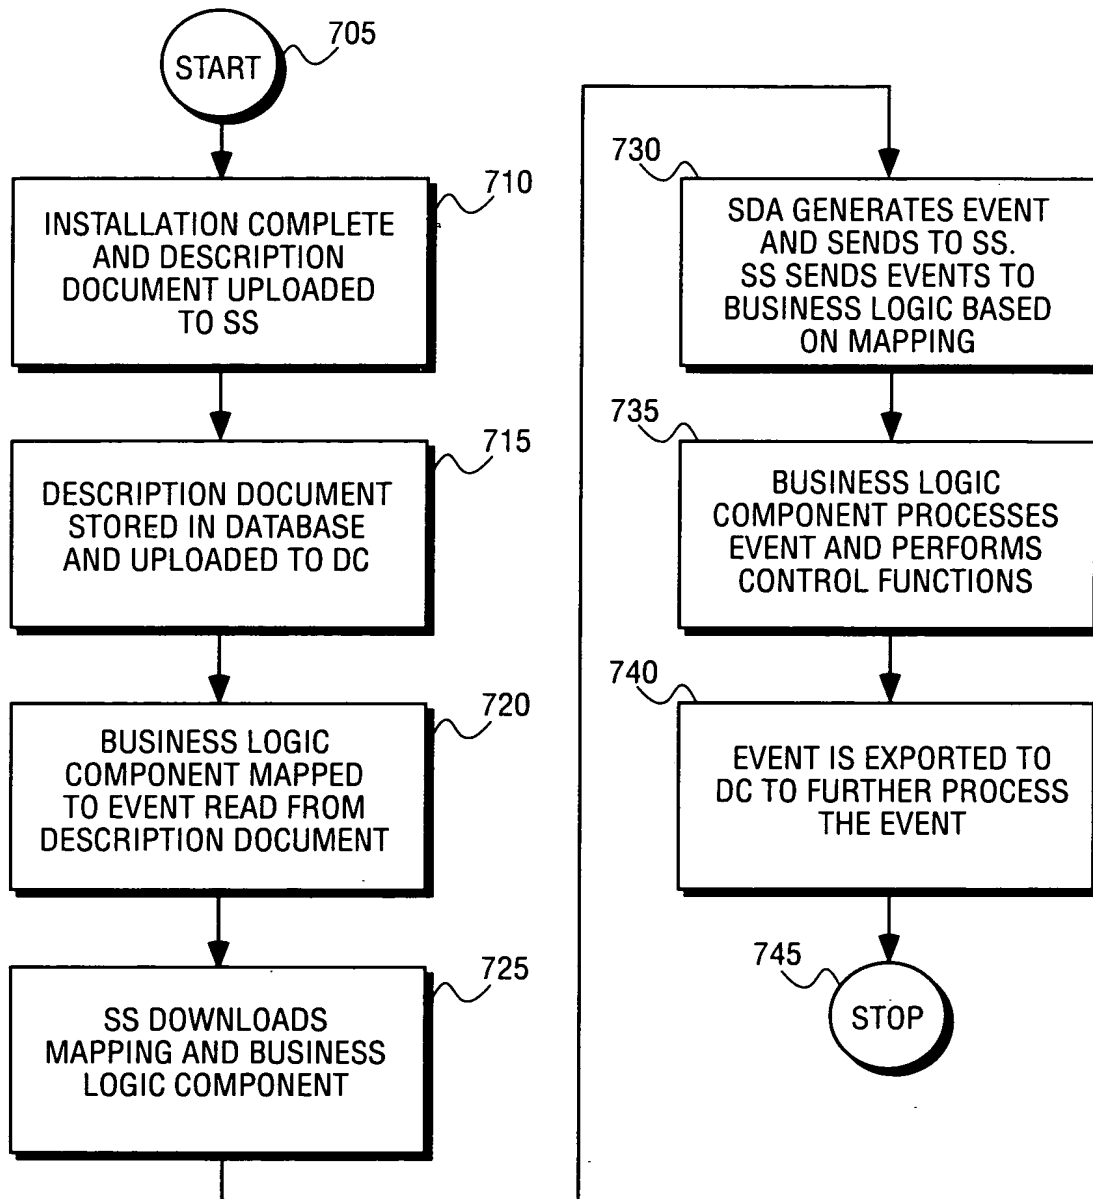 START
705
710
INSTALLATION COMPLETE
AND DESCRIPTION
DOCUMENT UPLOADED
TO SS
715
DESCRIPTION DOCUMENT
STORED IN DATABASE
AND UPLOADED TO DC
720
BUSINESS LOGIC
COMPONENT MAPPED
TO EVENT READ FROM
DESCRIPTION DOCUMENT
725
SS DOWNLOADS
MAPPING AND BUSINESS
LOGIC COMPONENT
730
SDA GENERATES EVENT
AND SENDS TO SS.
SS SENDS EVENTS TO
BUSINESS LOGIC BASED
ON MAPPING
735
BUSINESS LOGIC
COMPONENT PROCESSES
EVENT AND PERFORMS
CONTROL FUNCTIONS
740
EVENT IS EXPORTED TO
DC TO FURTHER PROCESS
THE EVENT
745
STOP